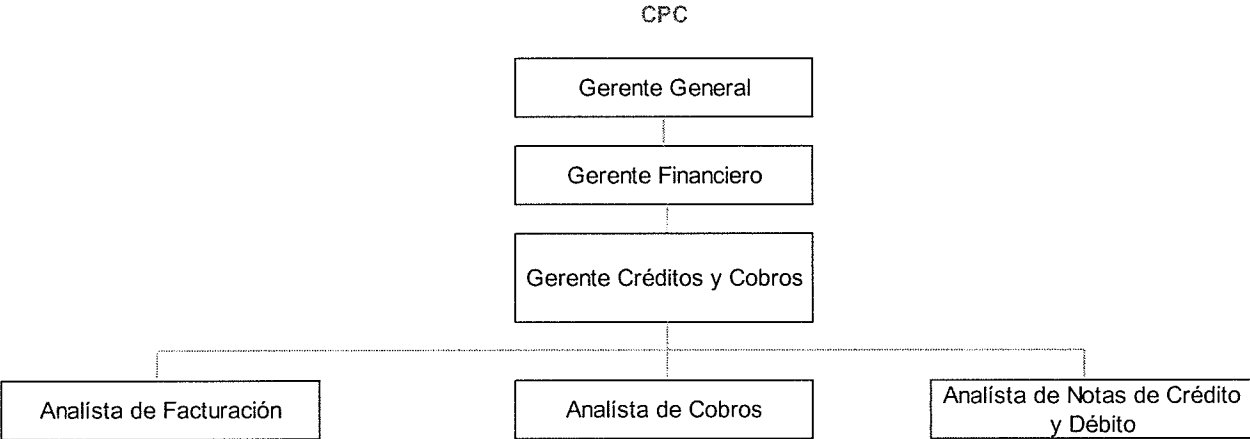 CPC
Gerente General
Gerente Financiero
Gerente Créditos y Cobros
Analísta de Facturación
Analísta de Cobros
Analísta de Notas de Crédito
y Débito